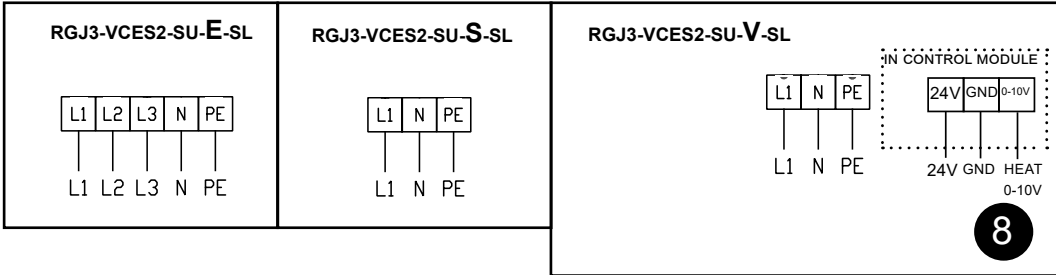 RGJ3-VCES2-SU-E-SL
L1 L2 L3 N PE
L1 L2 L3 N PE
RGJ3-VCES2-SU-S-SL
L1 N PE
L1 N PE
RGJ3-VCES2-SU-V-SL
L1 N PE
L1 N PE
IN CONTROL MODULE
24V GND 0-10V
24V GND HEAT
0-10V
8